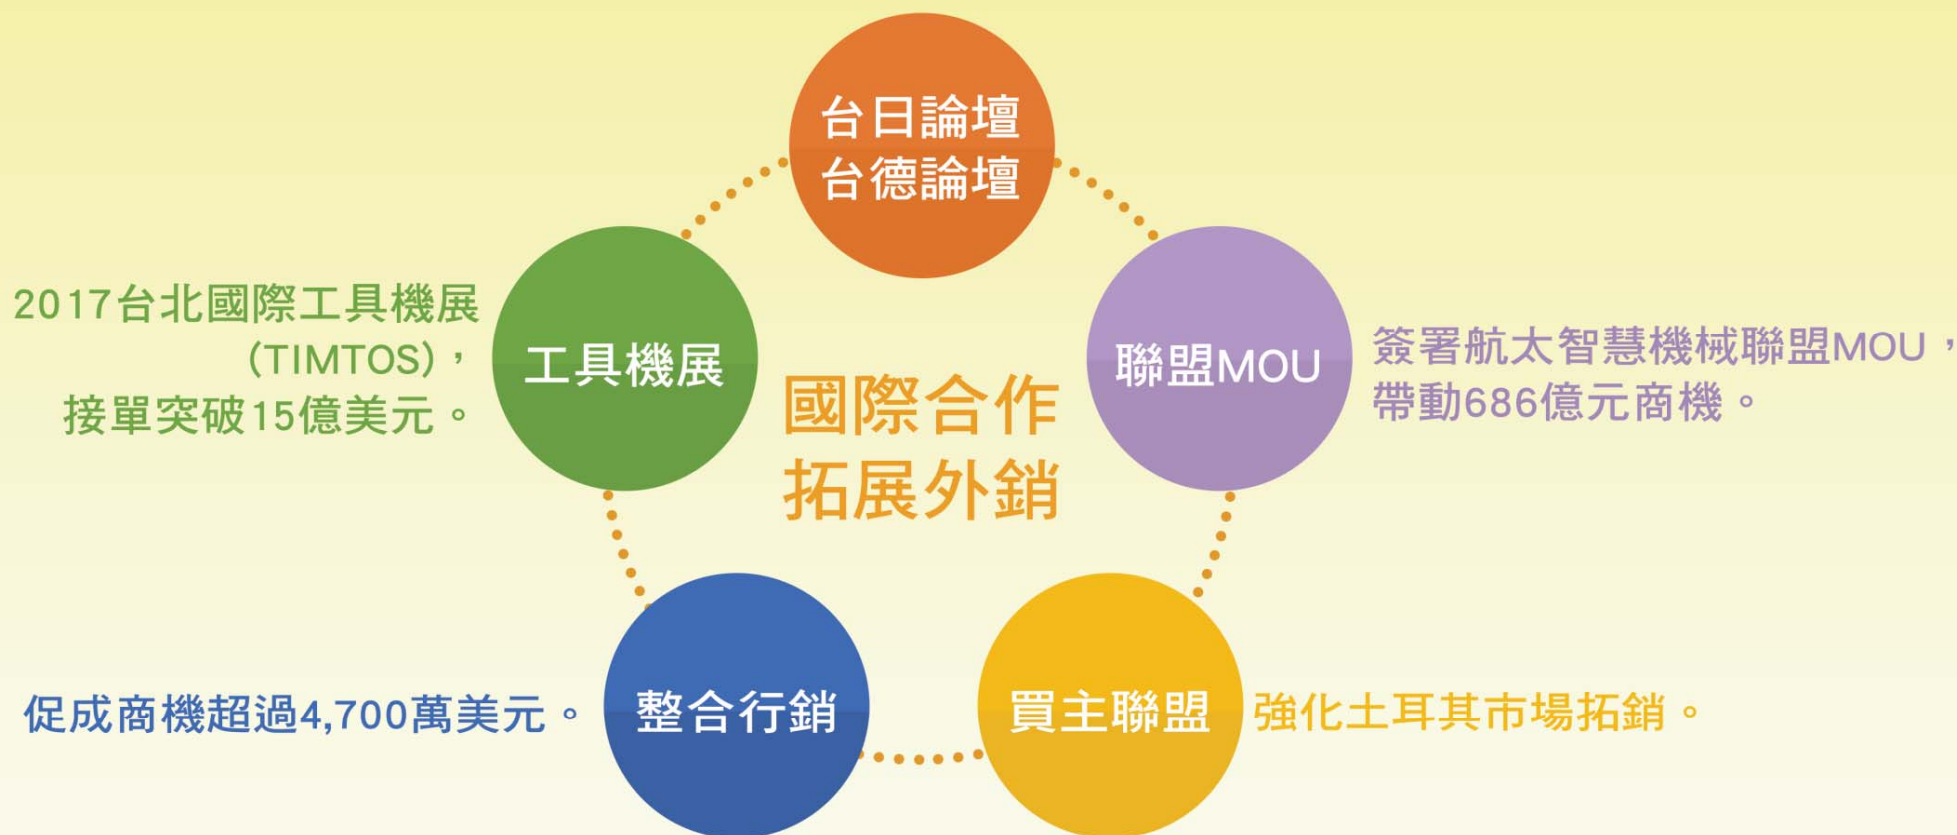 台日論壇
台德論壇
2017台北國際工具機展
(TIMTOS)，
接單突破15億美元。
工具機展
國際合作
拓展外銷
聯盟MOU
簽署航太智慧機械聯盟MOU，
帶動686億元商機。
促成商機超過4,700萬美元。
整合行銷
買主聯盟
強化土耳其市場拓銷。